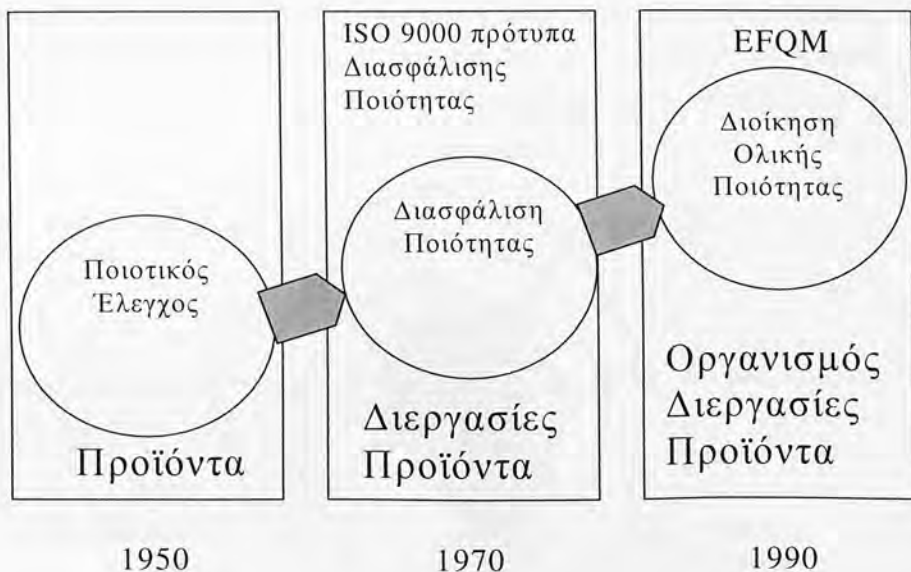 Ποιοτικός
Έλεγχος
Προϊόντα
1950
ISO 9000 πρότυπα
Διασφάλισης
Ποιότητας
Διασφάλιση
Ποιότητας
Διεργασίες
Προϊόντα
1970
EFQM
Διοίκηση
Ολικής
Ποιότητας
Οργανισμός
Διεργασίες
Προϊόντα
1990